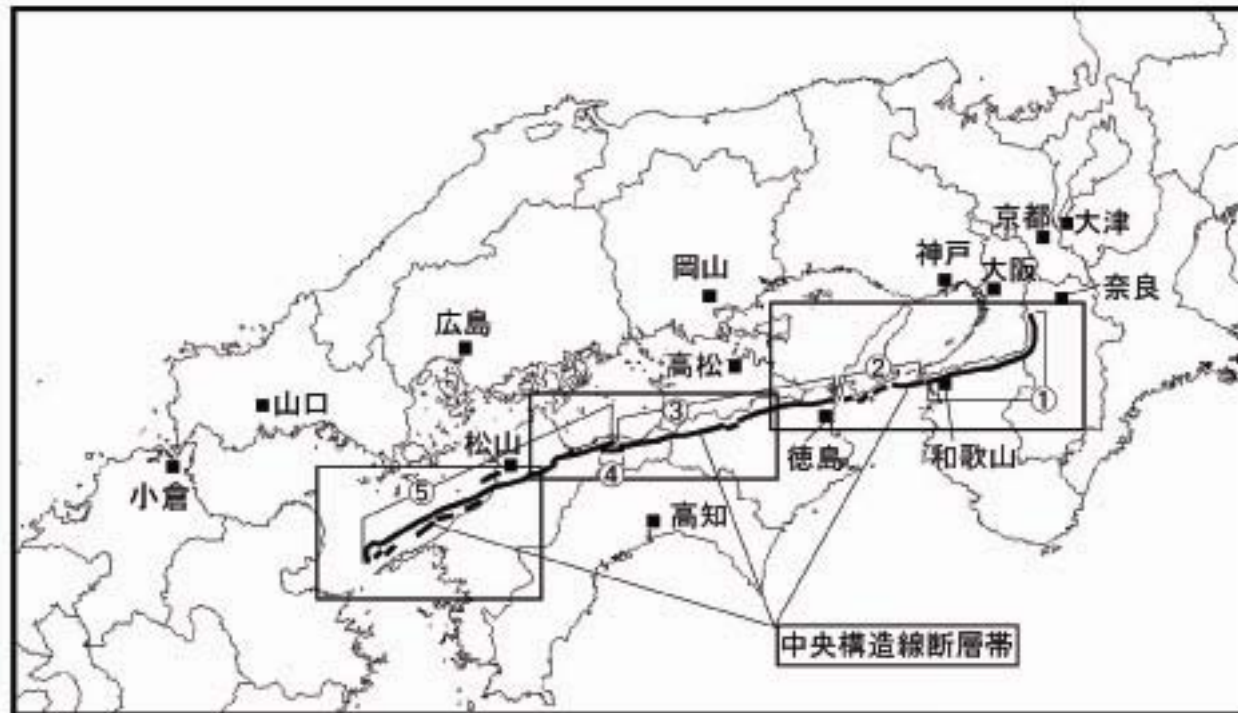 京都
大津
神戸
大阪
奈良
岡山
広島
高松
②
①
③
山口
松山
徳島
和歌山
④
小倉
⑤
高知
中央構造線断層帯